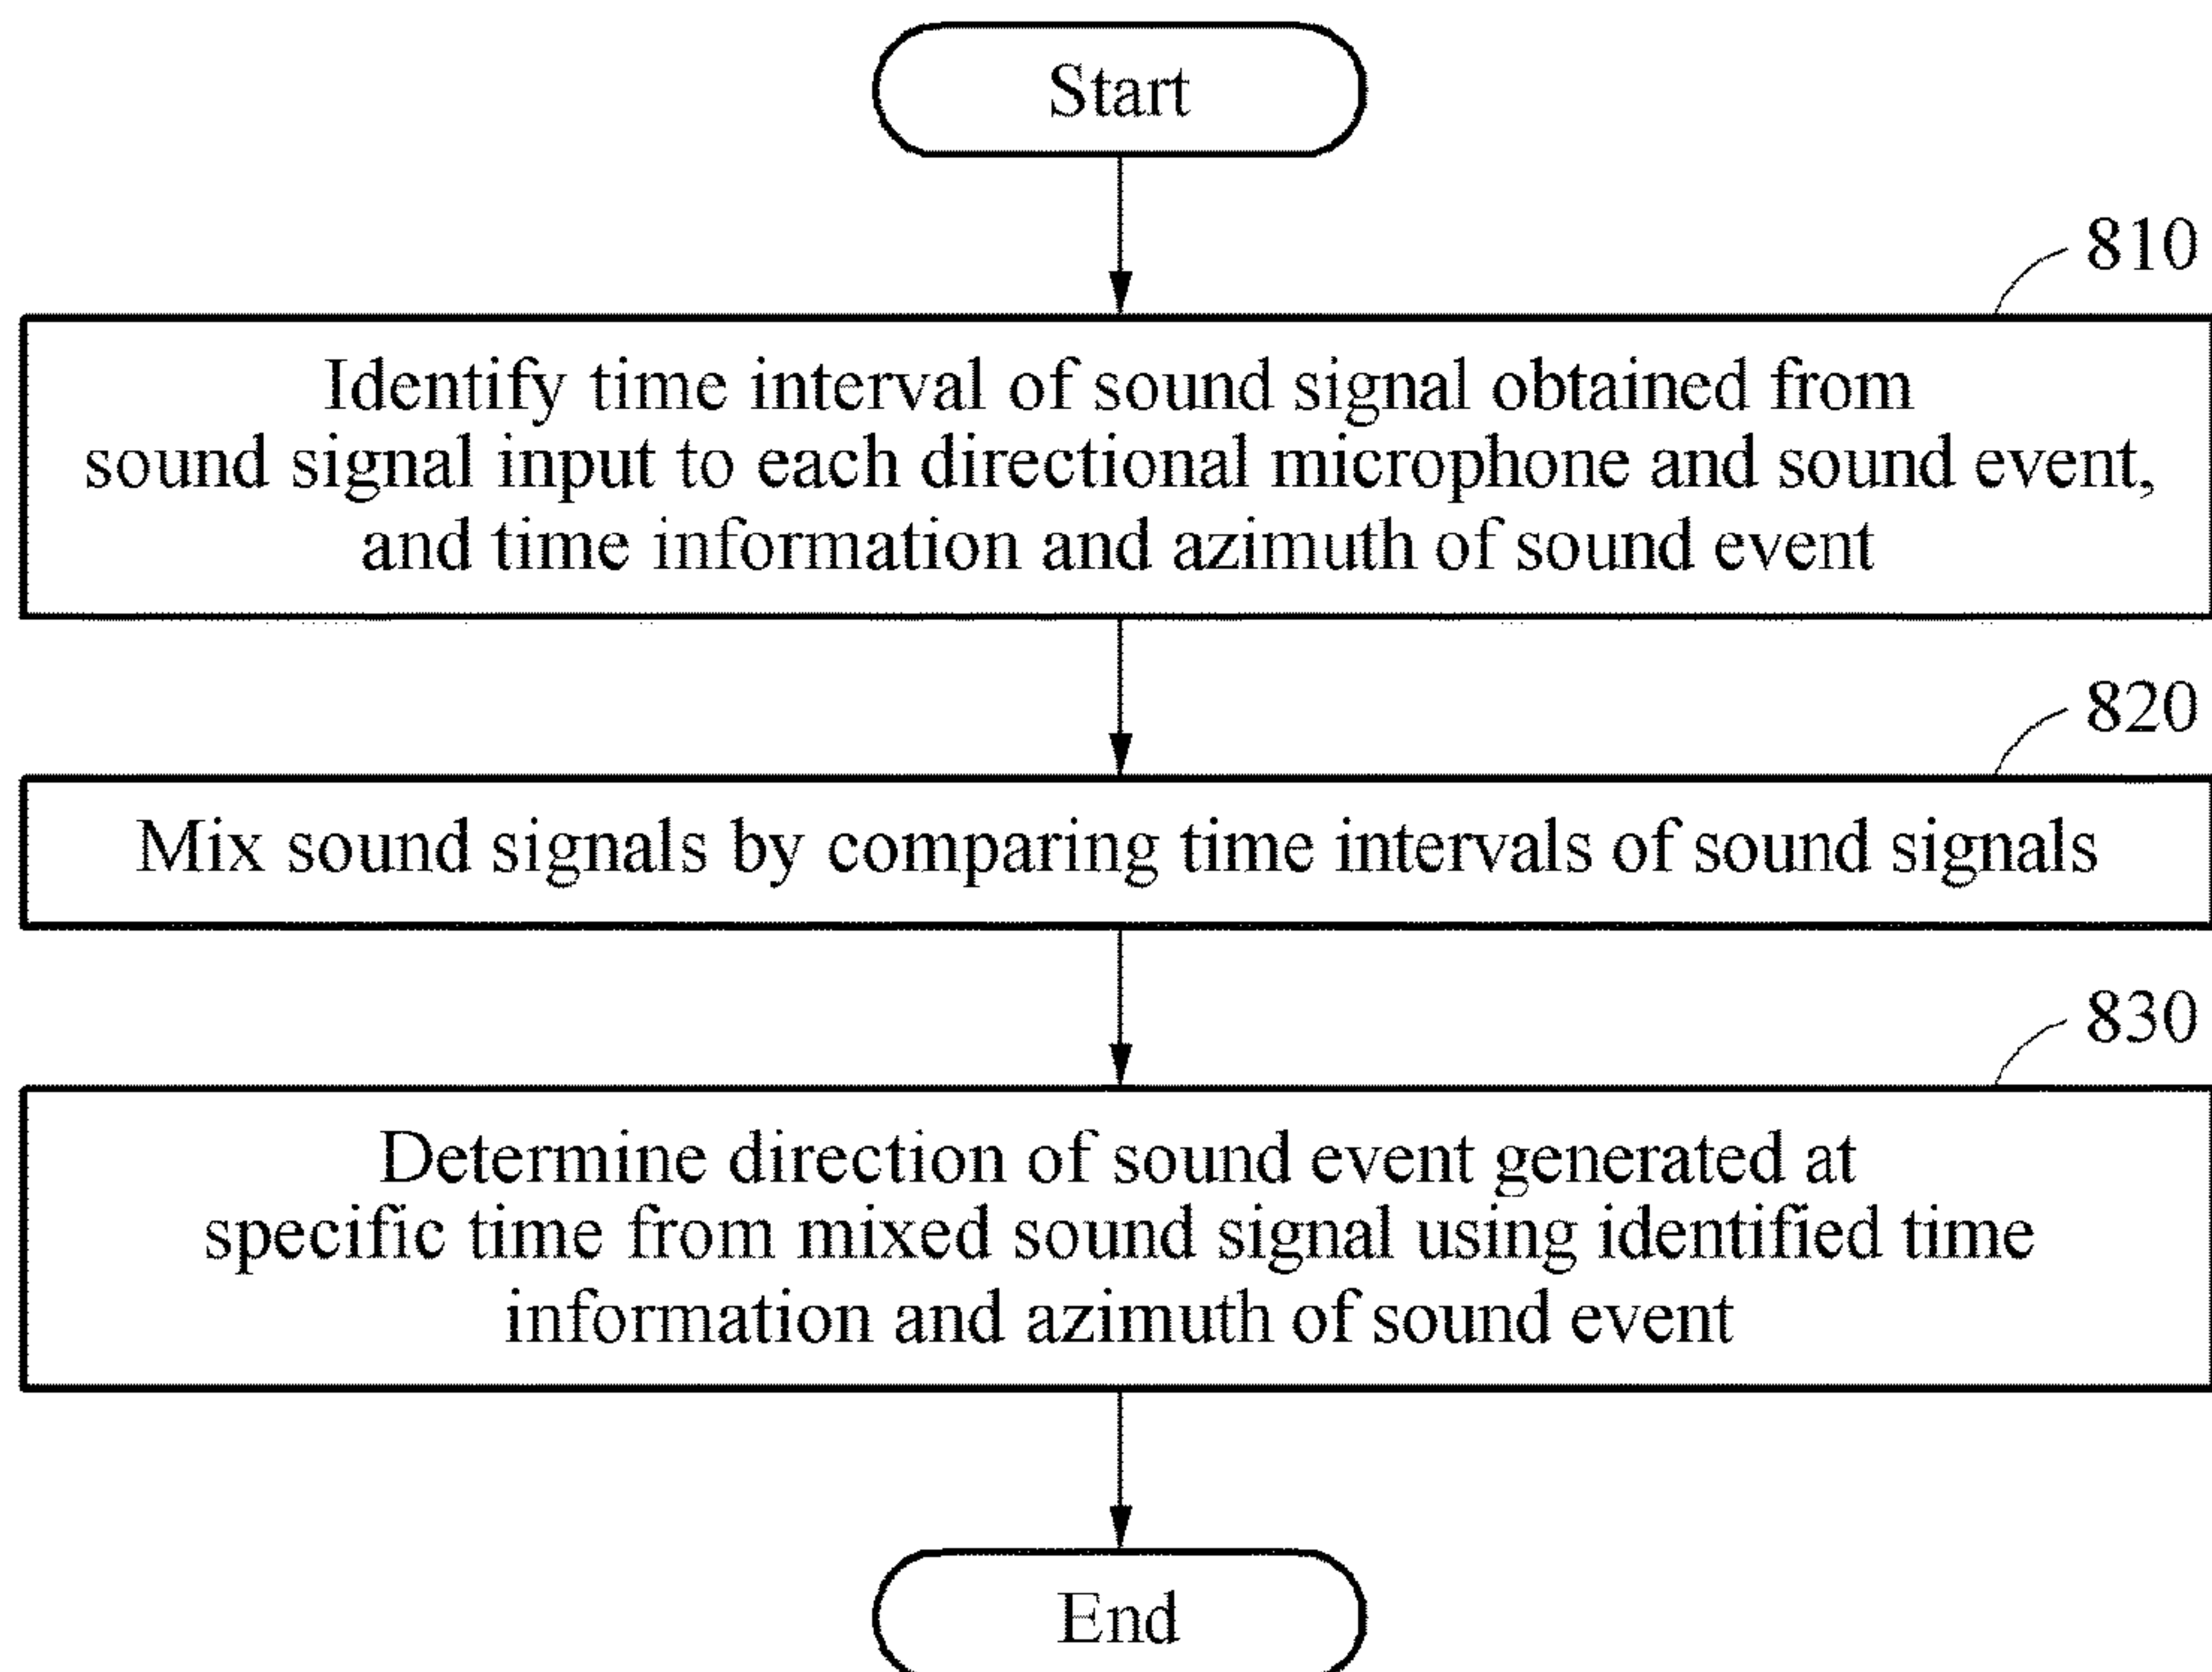 Start
810
Identify time interval of sound signal obtained from
sound signal input to each directional microphone and sound event,
and time information and azimuth of sound event
820
Mix sound signals by comparing time intervals of sound signals
830
Determine direction of sound event generated at
specific time from mixed sound signal using identified time
information and azimuth of sound event
End